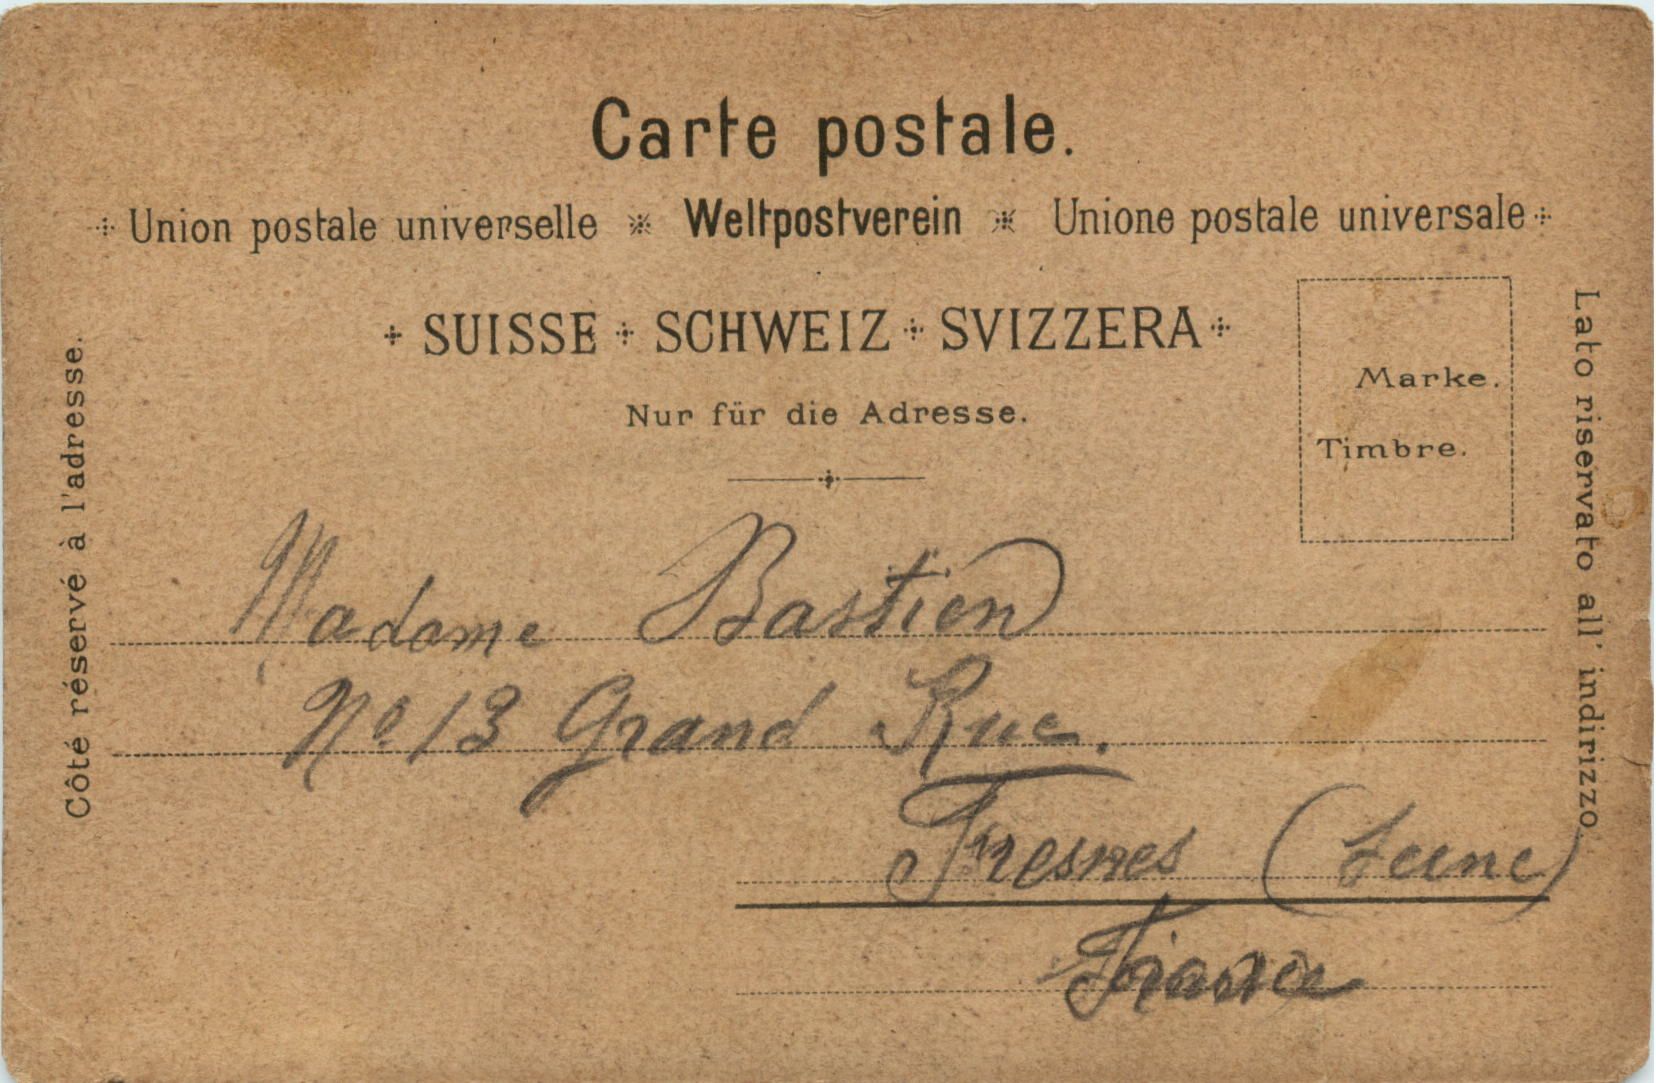 Carte postale.
Union postale universelle Weltpostverein Unione postale universale
SUISSE SCHWEIZ SVIZZERA
Nur für die Adresse.
Marke.
Timbre.
Côté réservé à l'adresse.
Lato riservato all' indirizzo.
Madame Bastien
No. 13 Grand Rue.
Fresnes (Seine)
France